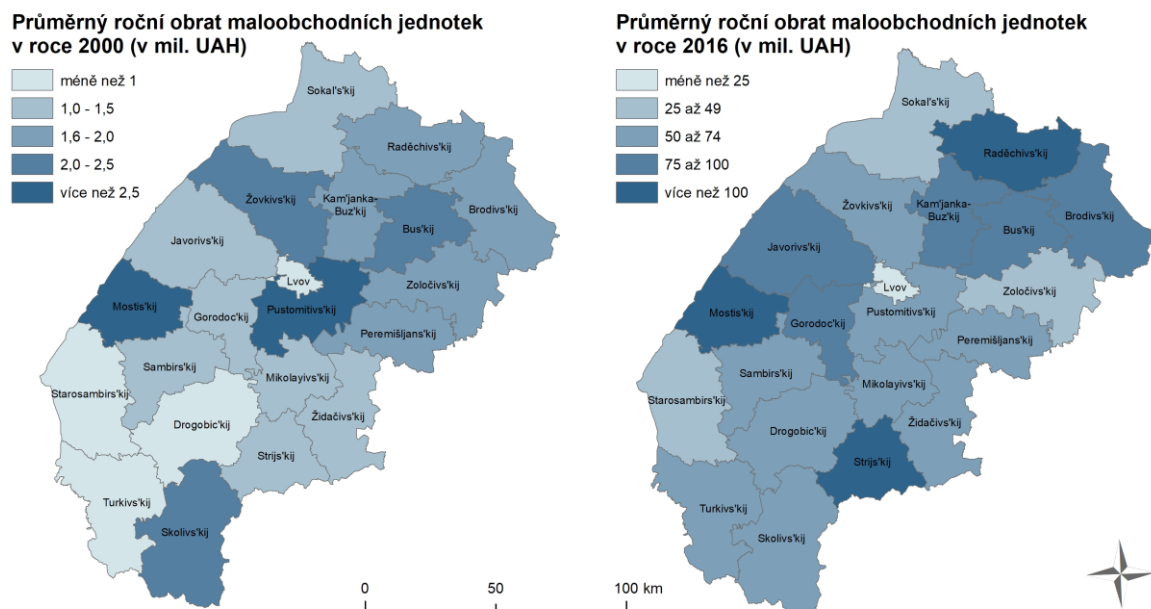 Průměrný roční obrat maloobchodních jednotek
v roce 2000 (v mil. UAH)
méně než 1
1,0 - 1,5
1,6 - 2,0
2,0 - 2,5
více než 2,5
Sokal's'kij
Raděchivs'kij
Žovkivs'kij
Kam'janka-
Buz'kij
Brodivs'kij
Bus'kij
Javorivs'kij
Lvov
Zoločivs'kij
Mostis'kij
Gorodoc'kij
Pustomitivs'kij
Peremišljans'kij
Sambirs'kij
Mikolayivs'kij
Starosambirs'kij
Židačivs'kij
Drogobic'kij
Strijs'kij
Turkivs'kij
Skolivs'kij
Průměrný roční obrat maloobchodních jednotek
v roce 2016 (v mil. UAH)
méně než 25
25 až 49
50 až 74
75 až 100
více než 100
Sokal's'kij
Raděchivs'kij
Žovkivs'kij
Kam'janka-
Buz'kij
Brodivs'kij
Bus'kij
Javorivs'kij
Lvov
Zoločivs'kij
Mostis'kij
Gorodoc'kij
Pustomitivs'kij
Peremišljans'kij
Sambirs'kij
Mikolayivs'kij
Starosambirs'kij
Židačivs'kij
Drogobic'kij
Strijs'kij
Turkivs'kij
Skolivs'kij
0 50 100 km